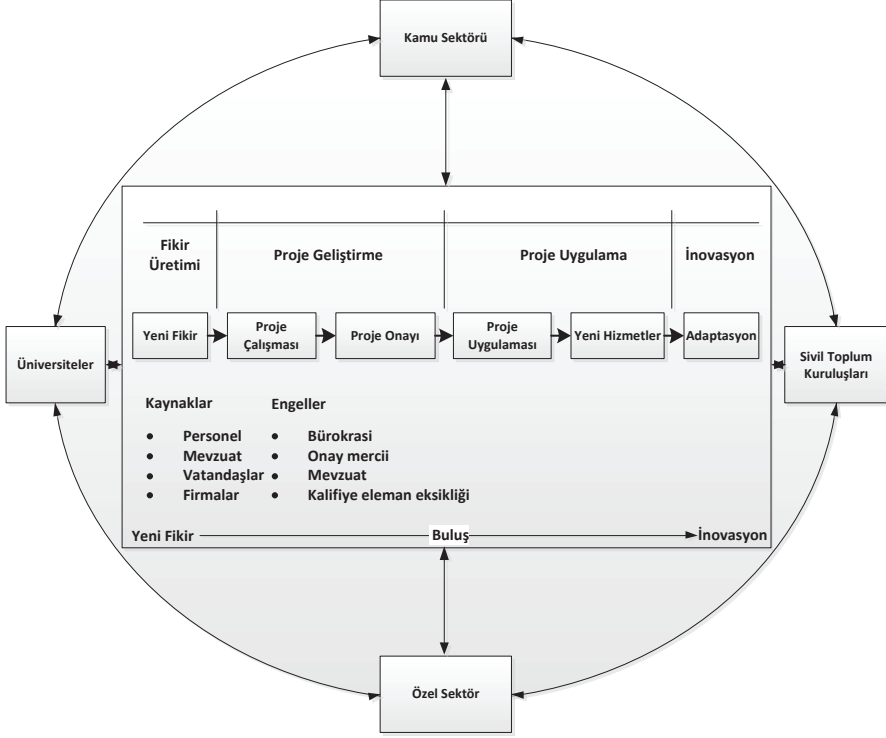 Kamu Sektörü
Fikir
Üretimi
Proje Geliştirme
Proje Uygulama
İnovasyon
Yeni Fikir
Proje
Çalışması
Proje Onayı
Proje
Uygulaması
Yeni Hizmetler
Adaptasyon
Üniversiteler
Sivil Toplum
Kuruluşları
Kaynaklar
• Personel
• Mevzuat
• Vatandaşlar
• Firmalar
Engeller
• Bürokrasi
• Onay mercii
• Mevzuat
• Kalifiye eleman eksikliği
Yeni Fikir
Buluş
İnovasyon
Özel Sektör